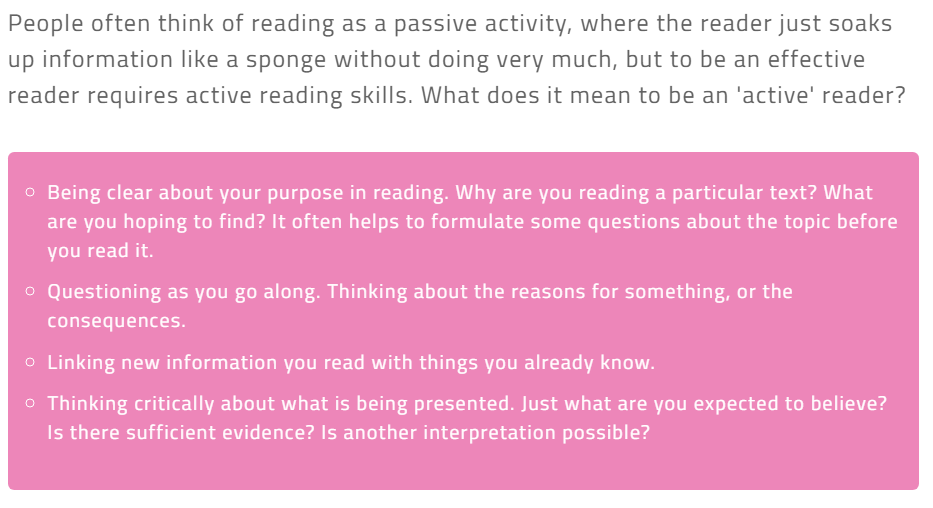 People often think of reading as a passive activity, where the reader just soaks
up information like a sponge without doing very much, but to be an effective
reader requires active reading skills. What does it mean to be an 'active' reader?
Being clear about your purpose in reading. Why are you reading a particular text? What
are you hoping to find? It often helps to formulate some questions about the topic before
you read it.
Questioning as you go along. Thinking about the reasons for something, or the
consequences.
Linking new information you read with things you already know.
Thinking critically about what is being presented. Just what are you expected to believe?
Is there sufficient evidence? Is another interpretation possible?